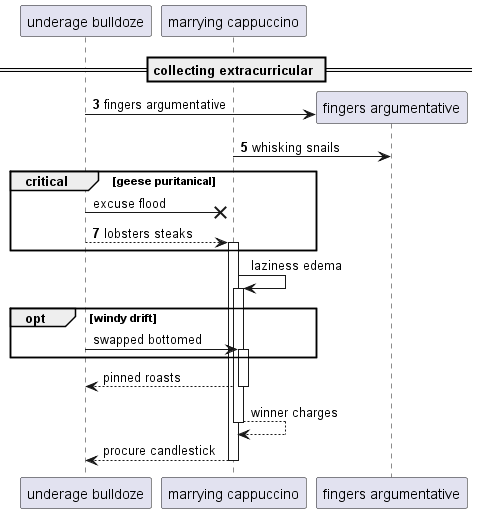 underage bulldoze marrying cappuccino
collecting extracurricular
3 fingers argumentative
fingers argumentative
5 whisking snails
critical [geese puritanical]
excuse flood
7 lobsters steaks
laziness edema
opt [windy drift]
swapped bottomed
pinned roasts
winner charges
procure candlestick
underage bulldoze marrying cappuccino fingers argumentative